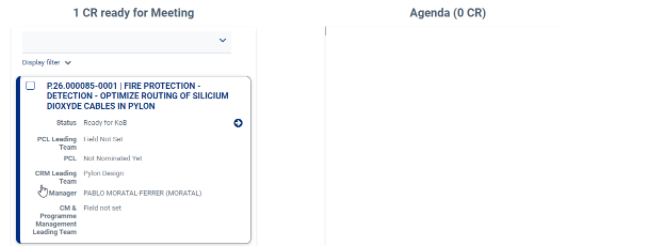 1 CR ready for Meeting
Agenda (0 CR)
Display filter
P.26.000085-0001 | FIRE PROTECTION -
DETECTION - OPTIMIZE ROUTING OF SILICIUM
DIOXYDE CABLES IN PYLON
Status Ready for KoB
PCL Leading Field Not Set
Team
PCL Not Nominated Yet
CRM Leading Pylon Design
Team
Manager PABLO MORATAL-FERRER (MORATAL)
CM & Field not set
Programme
Management
Leading Team